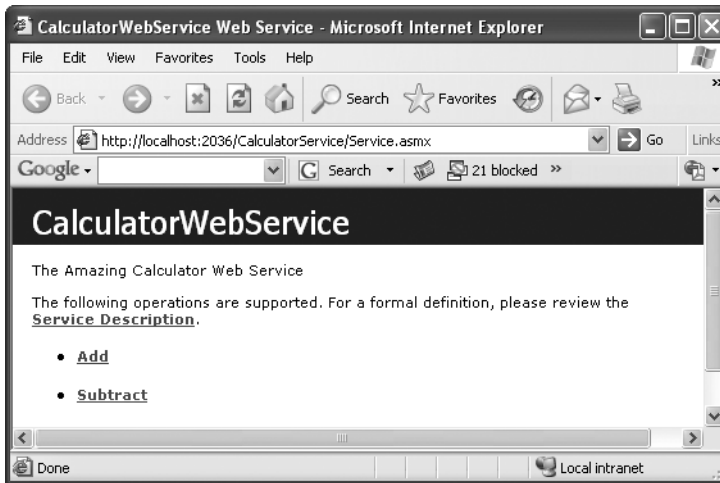 CalculatorWebService Web Service - Microsoft Internet Explorer
File Edit View Favorites Tools Help
Back Search Favorites »
Address http://localhost:2036/CalculatorService/Service.asmx Go Links
Google G Search 21 blocked »
CalculatorWebService
The Amazing Calculator Web Service
The following operations are supported. For a formal definition, please review the
Service Description.
• Add
• Subtract
Done Local intranet